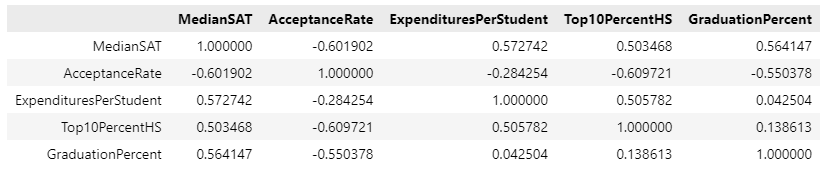 MedianSAT AcceptanceRate ExpendituresPerStudent Top10PercentHS GraduationPercent
MedianSAT 1.000000 -0.601902 0.572742 0.503468 0.564147
AcceptanceRate -0.601902 1.000000 -0.284254 -0.609721 -0.550378
ExpendituresPerStudent 0.572742 -0.284254 1.000000 0.505782 0.042504
Top10PercentHS 0.503468 -0.609721 0.505782 1.000000 0.138613
GraduationPercent 0.564147 -0.550378 0.042504 0.138613 1.000000